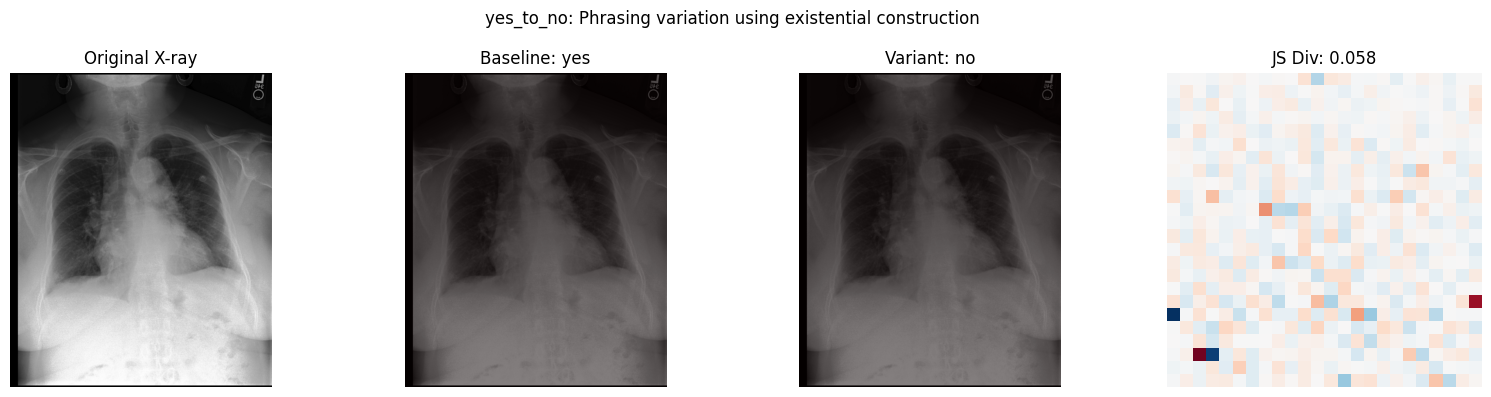 yes_to_no: Phrasing variation using existential construction
Original X-ray
Baseline: yes
Variant: no
JS Div: 0.058